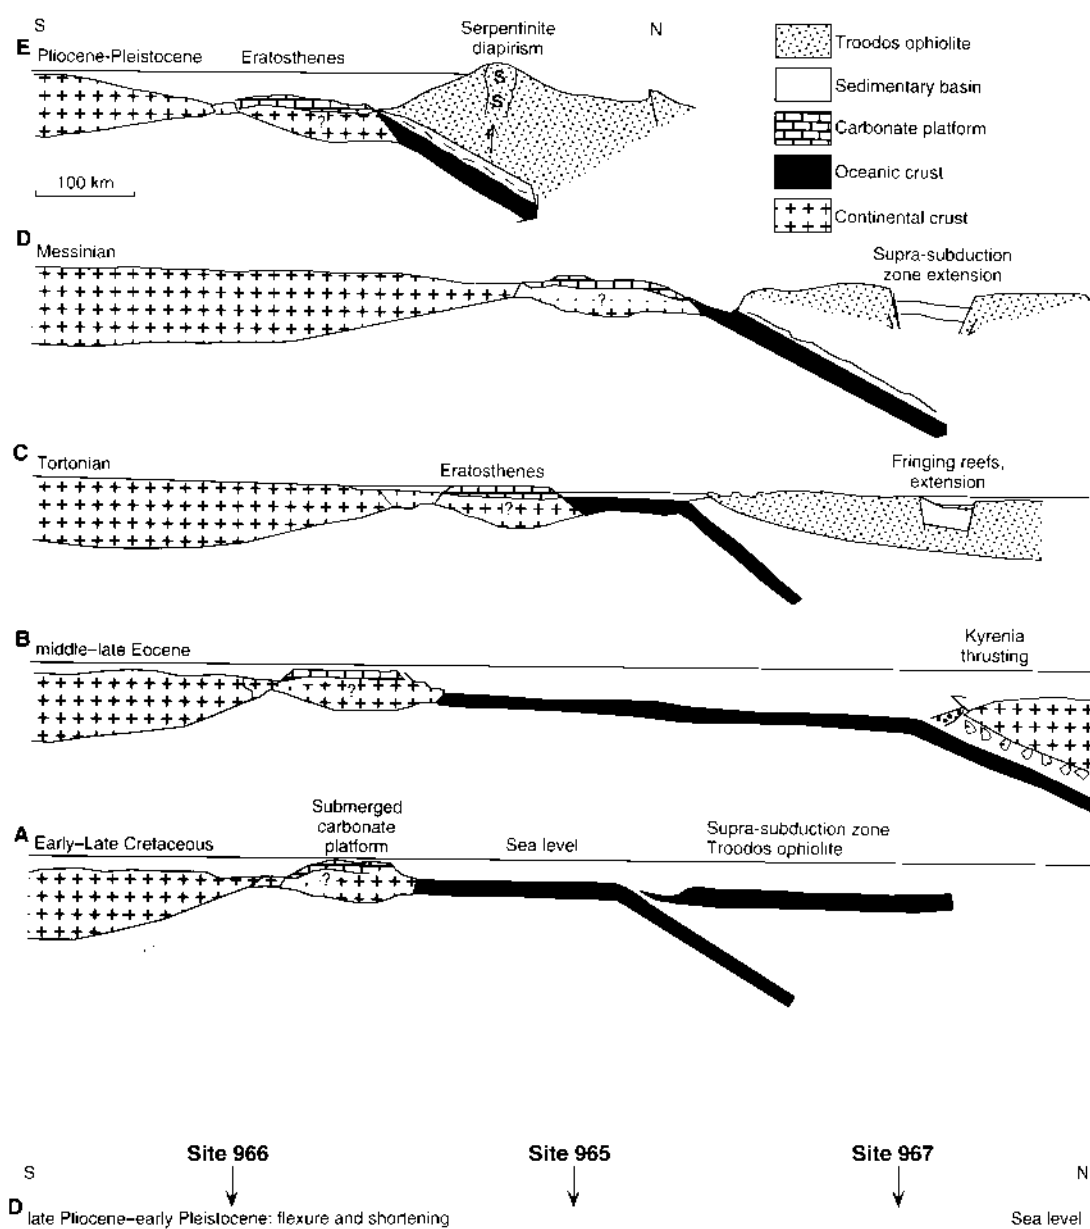 S
N
E
Pliocene-Pleistocene
Eratosthenes
Serpentinite
diapirism
S
S
?
100 km
Troodos ophiolite
Sedimentary basin
Carbonate platform
Oceanic crust
Continental crust
D
Messinian
Supra-subduction
zone extension
?
C
Tortonian
Eratosthenes
Fringing reefs,
extension
?
B
middle–late Eocene
Kyrenia
thrusting
?
A
Early–Late Cretaceous
Submerged
carbonate
platform
Sea level
Supra-subduction zone
Troodos ophiolite
?
Site 966
Site 965
Site 967
S
N
D
late Pliocene–early Pleistocene: flexure and shortening
Sea level